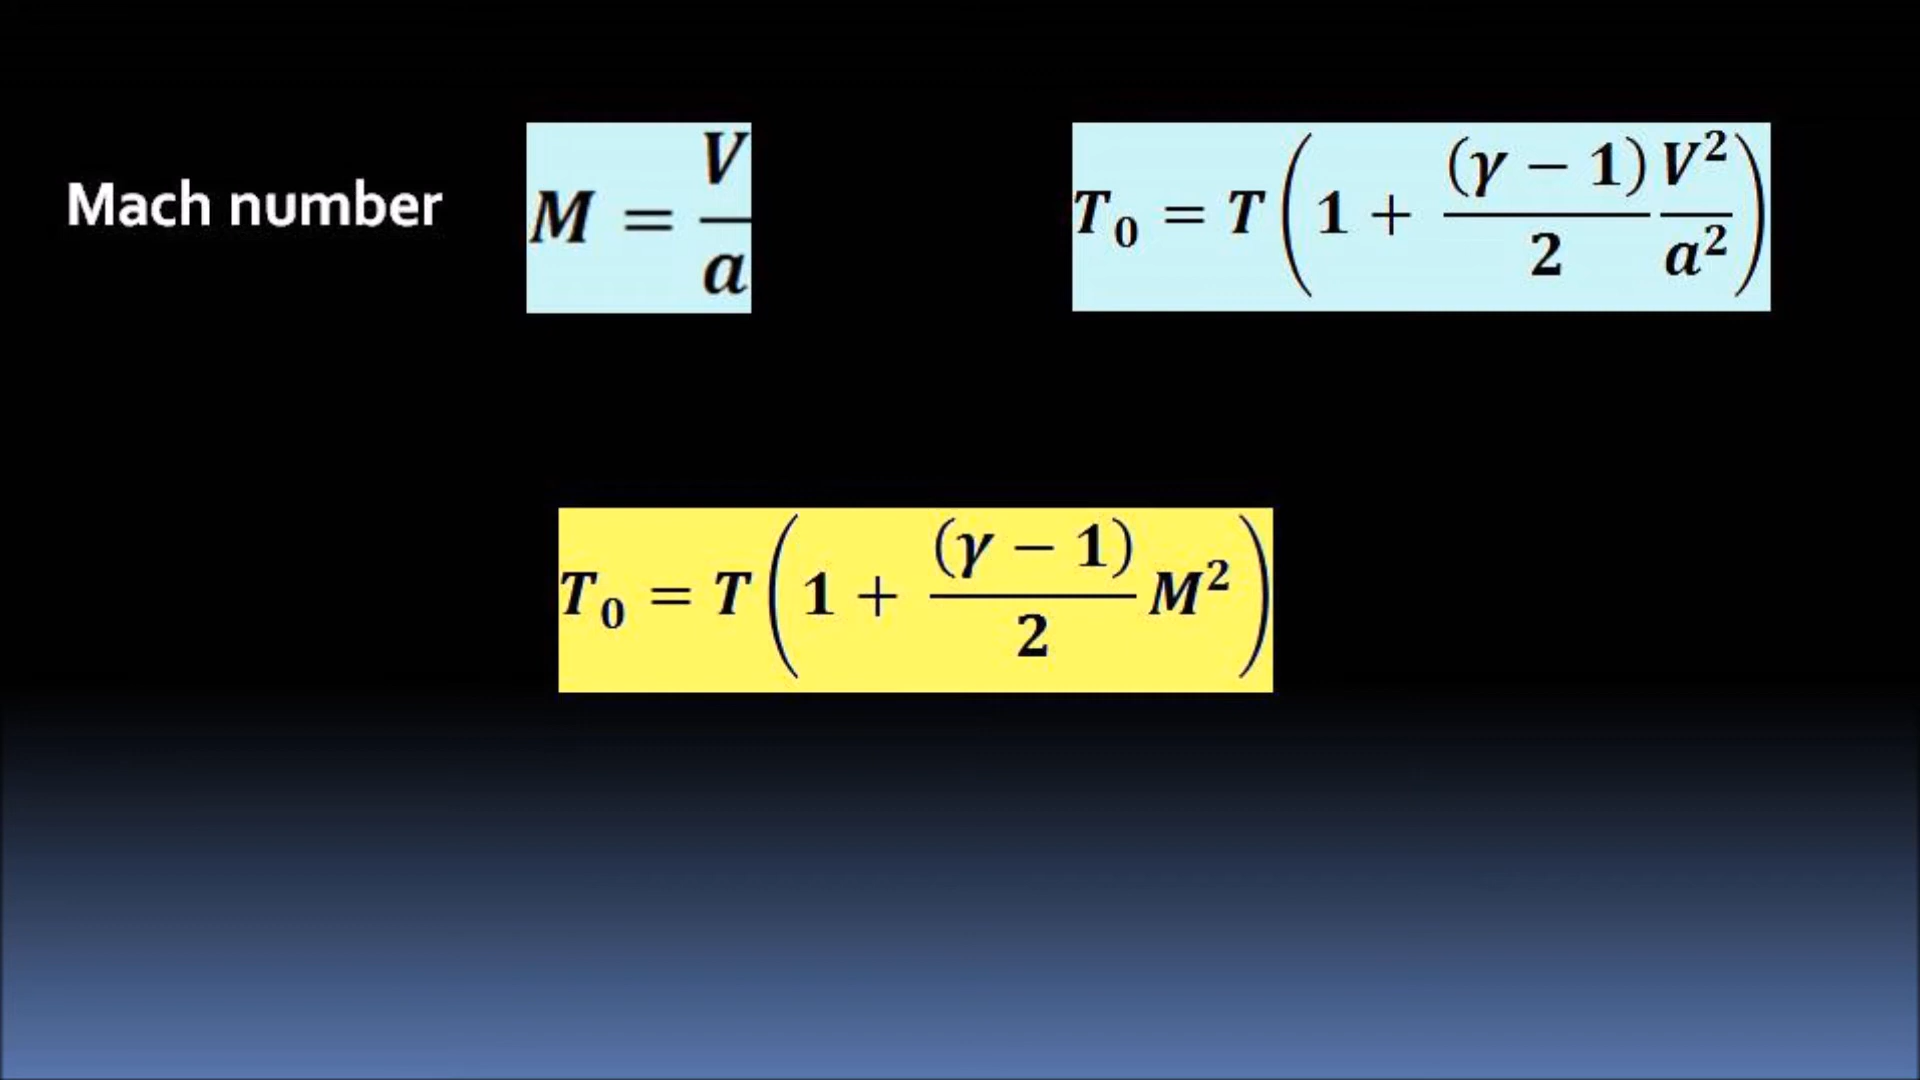 Mach number
M = V/a
T₀ = T(1 + (γ − 1)/2 V²/a²)
T₀ = T(1 + (γ − 1)/2 M²)